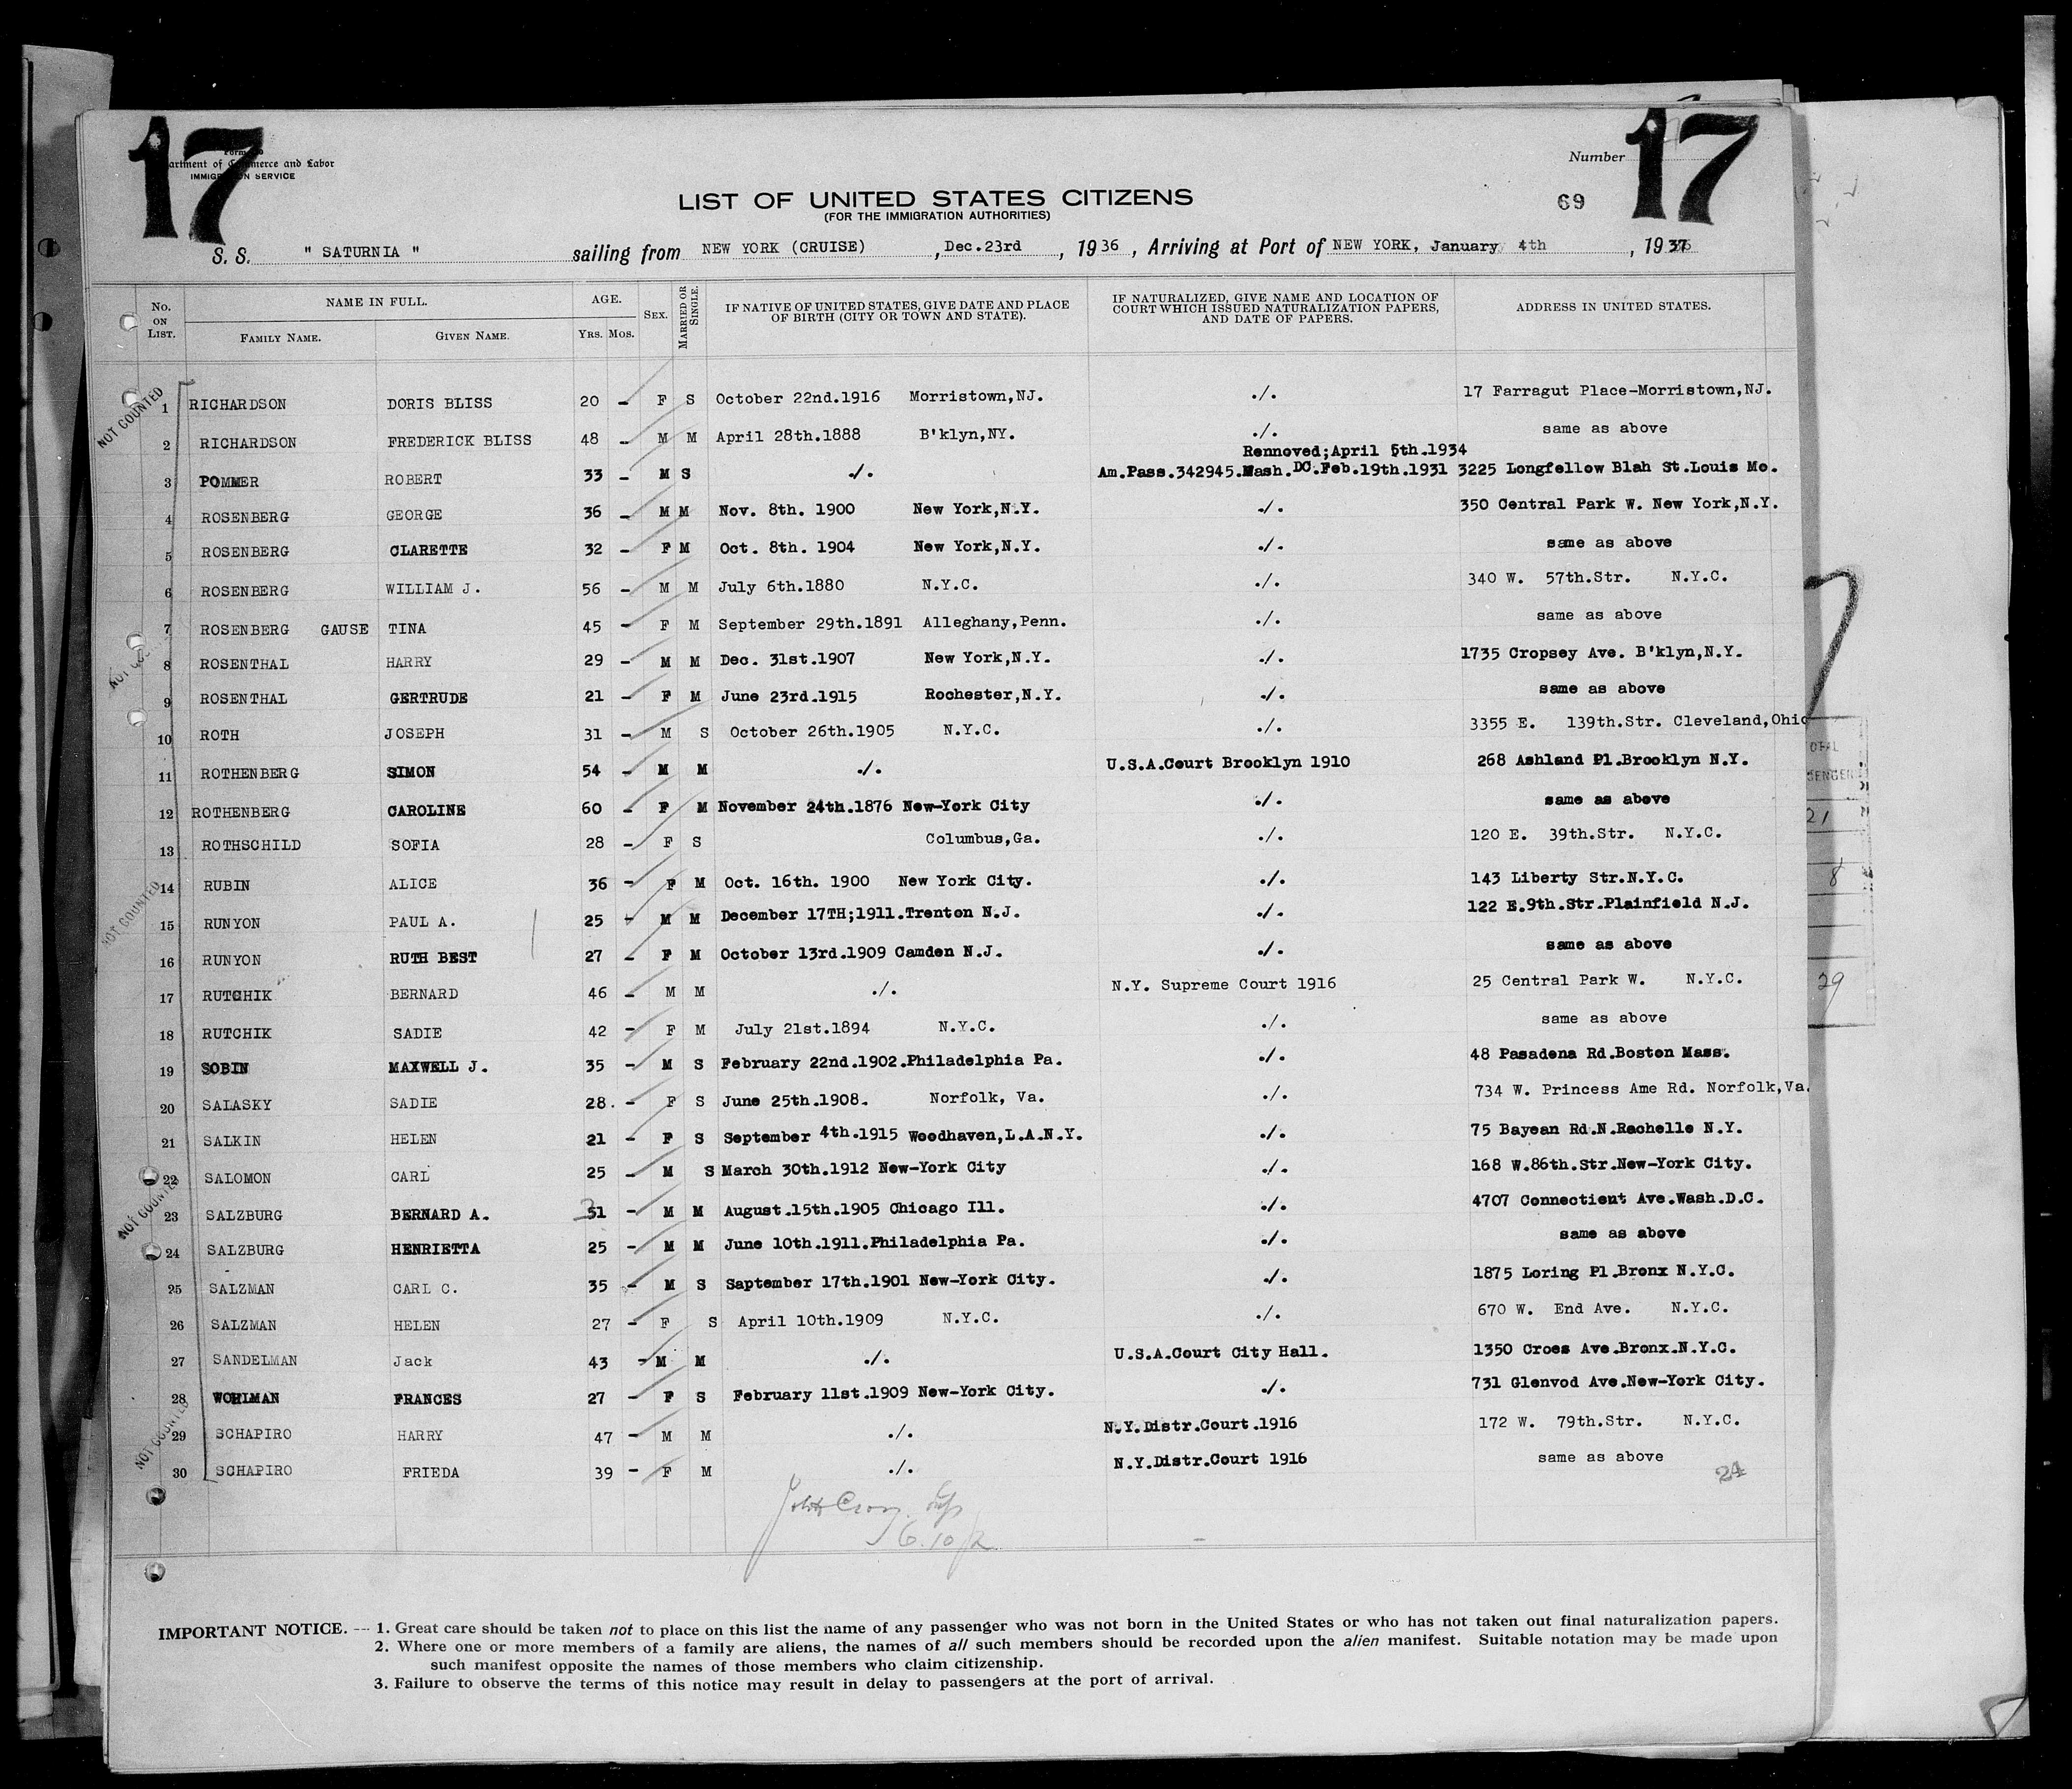 17
17
Department of Commerce and Labor
IMMIGRATION SERVICE
Number
LIST OF UNITED STATES CITIZENS
(FOR THE IMMIGRATION AUTHORITIES)
69
S. S. " SATURNIA " sailing from NEW YORK (CRUISE) , Dec.23rd , 1936 , Arriving at Port of NEW YORK, January 4th , 1937
No. ON LIST. NAME IN FULL. FAMILY NAME. GIVEN NAME. AGE. YRS. MOS. SEX. MARRIED OR SINGLE. IF NATIVE OF UNITED STATES, GIVE DATE AND PLACE OF BIRTH (CITY OR TOWN AND STATE). IF NATURALIZED, GIVE NAME AND LOCATION OF COURT WHICH ISSUED NATURALIZATION PAPERS, AND DATE OF PAPERS. ADDRESS IN UNITED STATES.
NOT COUNTED
1 RICHARDSON DORIS BLISS 20 - F S October 22nd.1916 Morristown,NJ. ./. 17 Farragut Place-Morristown,NJ.
2 RICHARDSON FREDERICK BLISS 48 - M M April 28th.1888 B'klyn,NY. ./. same as above
Rennoved;April 5th.1934
3 POMMER ROBERT 33 - M S ./. Am.Pass.342945.Wash.DC.Feb.19th.1931 3225 Longfellow Blah St.Louis Mo.
4 ROSENBERG GEORGE 36 - M M Nov. 8th. 1900 New York,N.Y. ./. 350 Central Park W. New York,N.Y.
5 ROSENBERG CLARETTE 32 - F M Oct. 8th. 1904 New York,N.Y. ./. same as above
6 ROSENBERG WILLIAM J. 56 - M M July 6th.1880 N.Y.C. ./. 340 W. 57th.Str. N.Y.C.
7 ROSENBERG GAUSE TINA 45 - F M September 29th.1891 Alleghany,Penn. ./. same as above
8 ROSENTHAL HARRY 29 - M M Dec. 31st.1907 New York,N.Y. ./. 1735 Cropsey Ave. B'klyn,N.Y.
9 ROSENTHAL GERTRUDE 21 - F M June 23rd.1915 Rochester,N.Y. ./. same as above
10 ROTH JOSEPH 31 - M S October 26th.1905 N.Y.C. ./. 3355 E. 139th.Str. Cleveland,Ohio
11 ROTHENBERG SIMON 54 - M M ./. U.S.A.Court Brooklyn 1910 268 Ashland Pl.Brooklyn N.Y.
12 ROTHENBERG CAROLINE 60 - F M November 24th.1876 New-York City ./. same as above
13 ROTHSCHILD SOFIA 28 - F S Columbus,Ga. ./. 120 E. 39th.Str. N.Y.C.
14 RUBIN ALICE 36 - F M Oct. 16th. 1900 New York City. ./. 143 Liberty Str.N.Y.C.
NOT COUNTED
15 RUNYON PAUL A. 25 - M M December 17TH;1911.Trenton N.J. ./. 122 E.9th.Str.Plainfield N.J.
16 RUNYON RUTH BEST 27 - F M October 13rd.1909 Camden N.J. ./. same as above
17 RUTCHIK BERNARD 46 - M M ./. N.Y. Supreme Court 1916 25 Central Park W. N.Y.C.
18 RUTCHIK SADIE 42 - F M July 21st.1894 N.Y.C. ./. same as above
19 SOBIN MAXWELL J. 35 - M S February 22nd.1902.Philadelphia Pa. ./. 48 Pasadena Rd.Boston Mass.
20 SALASKY SADIE 28. - F S June 25th.1908. Norfolk, Va. ./. 734 W. Princess Ame Rd. Norfolk,Va.
21 SALKIN HELEN 21 - F S September 4th.1915 Woodhaven,L.A.N.Y. ./. 75 Bayean Rd.N.Rachelle N.Y.
22 SALOMON CARL 25 - M S March 30th.1912 New-York City ./. 168 W.86th.Str.New-York City.
NOT COUNTED
23 SALZBURG BERNARD A. 31 - M M August.15th.1905 Chicago Ill. ./. 4707 Connectient Ave.Wash.D.C.
24 SALZBURG HENRIETTA 25 - M M June 10th.1911.Philadelphia Pa. ./. same as above
25 SALZMAN CARL C. 35 - M S Saptember 17th.1901 New-York City. ./. 1875 Loring Pl.Bronx N.Y.C.
26 SALZMAN HELEN 27 - F S April 10th.1909 N.Y.C. ./. 670 W. End Ave. N.Y.C.
27 SANDELMAN Jack 43 - M M ./. U.S.A.Court City Hall. 1350 Croes Ave.Bronx.N.Y.C.
28 WOHLMAN FRANCES 27 - F S February 11st.1909 New-York City. ./. 731 Glenvod Ave.New-York City.
NOT COUNTED
29 SCHAPIRO HARRY 47 - M M ./. N.Y.Distr.Court.1916 172 W. 79th.Str. N.Y.C.
30 SCHAPIRO FRIEDA 39 - F M ./. N.Y.Distr.Court 1916 same as above
24
21
8
29
IMPORTANT NOTICE. --- 1. Great care should be taken not to place on this list the name of any passenger who was not born in the United States or who has not taken out final naturalization papers.
2. Where one or more members of a family are aliens, the names of all such members should be recorded upon the alien manifest. Suitable notation may be made upon
such manifest opposite the names of those members who claim citizenship.
3. Failure to observe the terms of this notice may result in delay to passengers at the port of arrival.